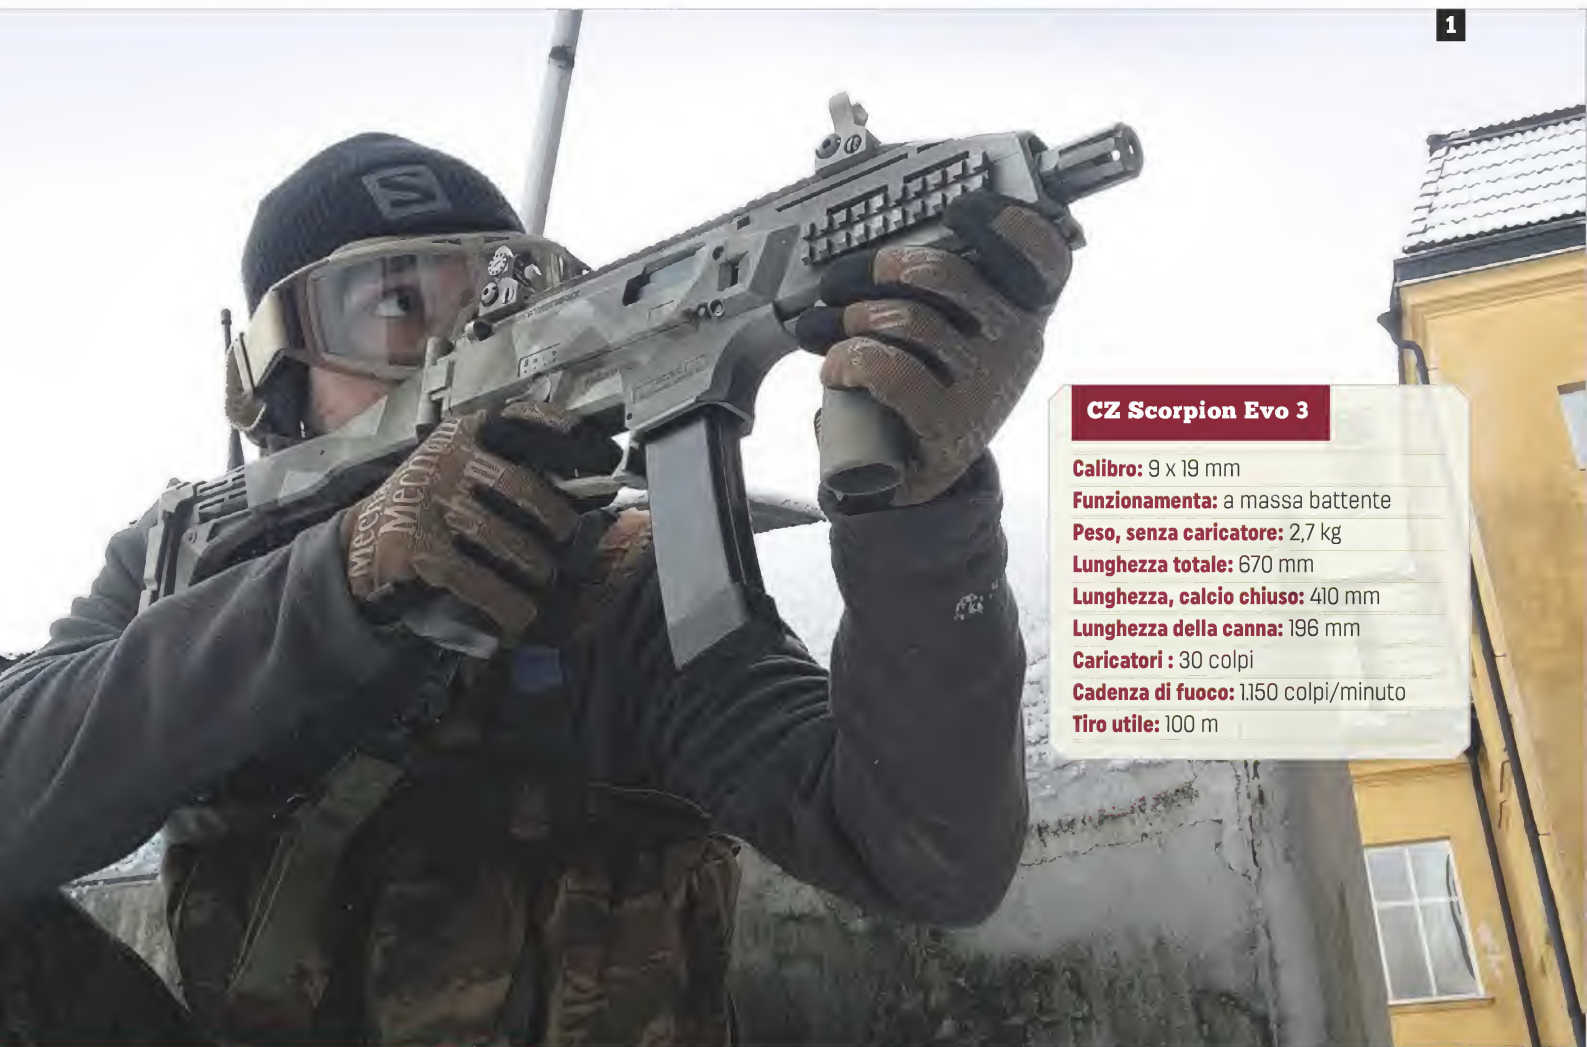 1
CZ Scorpion Evo 3
Calibro: 9 x 19 mm
Funzionamenta: a massa battente
Peso, senza caricatore: 2,7 kg
Lunghezza totale: 670 mm
Lunghezza, calcio chiuso: 410 mm
Lunghezza della canna: 196 mm
Caricatori : 30 colpi
Cadenza di fuoco: 1.150 colpi/minuto
Tiro utile: 100 m
Mechanix